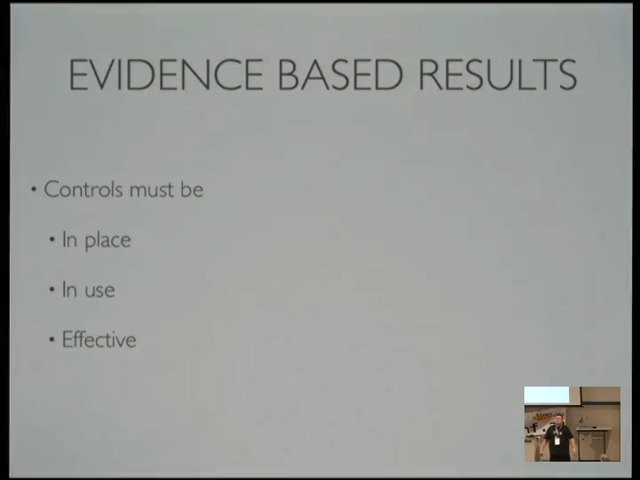 EVIDENCE BASED RESULTS
• Controls must be
• In place
• In use
• Effective